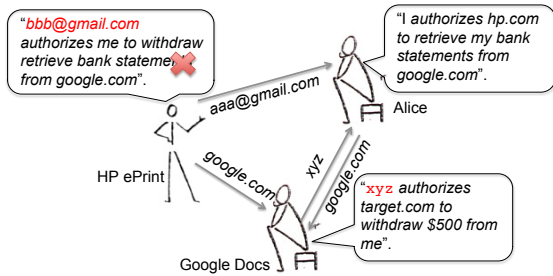 “bbb@gmail.com
authorizes me to withdraw
retrieve bank stateme
from google.com”.
“I authorizes hp.com
to retrieve my bank
statements from
google.com”.
aaa@gmail.com
Alice
HP ePrint
google.com
xyz
google.com
“xyz authorizes
target.com to
withdraw $500 from
me”.
Google Docs